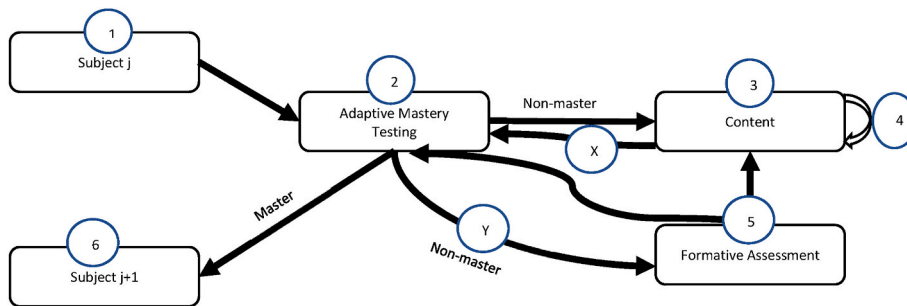 1
Subject j
2
Adaptive Mastery
Testing
Non-master
3
Content
4
X
Master
Y
Non-master
5
Formative Assessment
6
Subject j+1